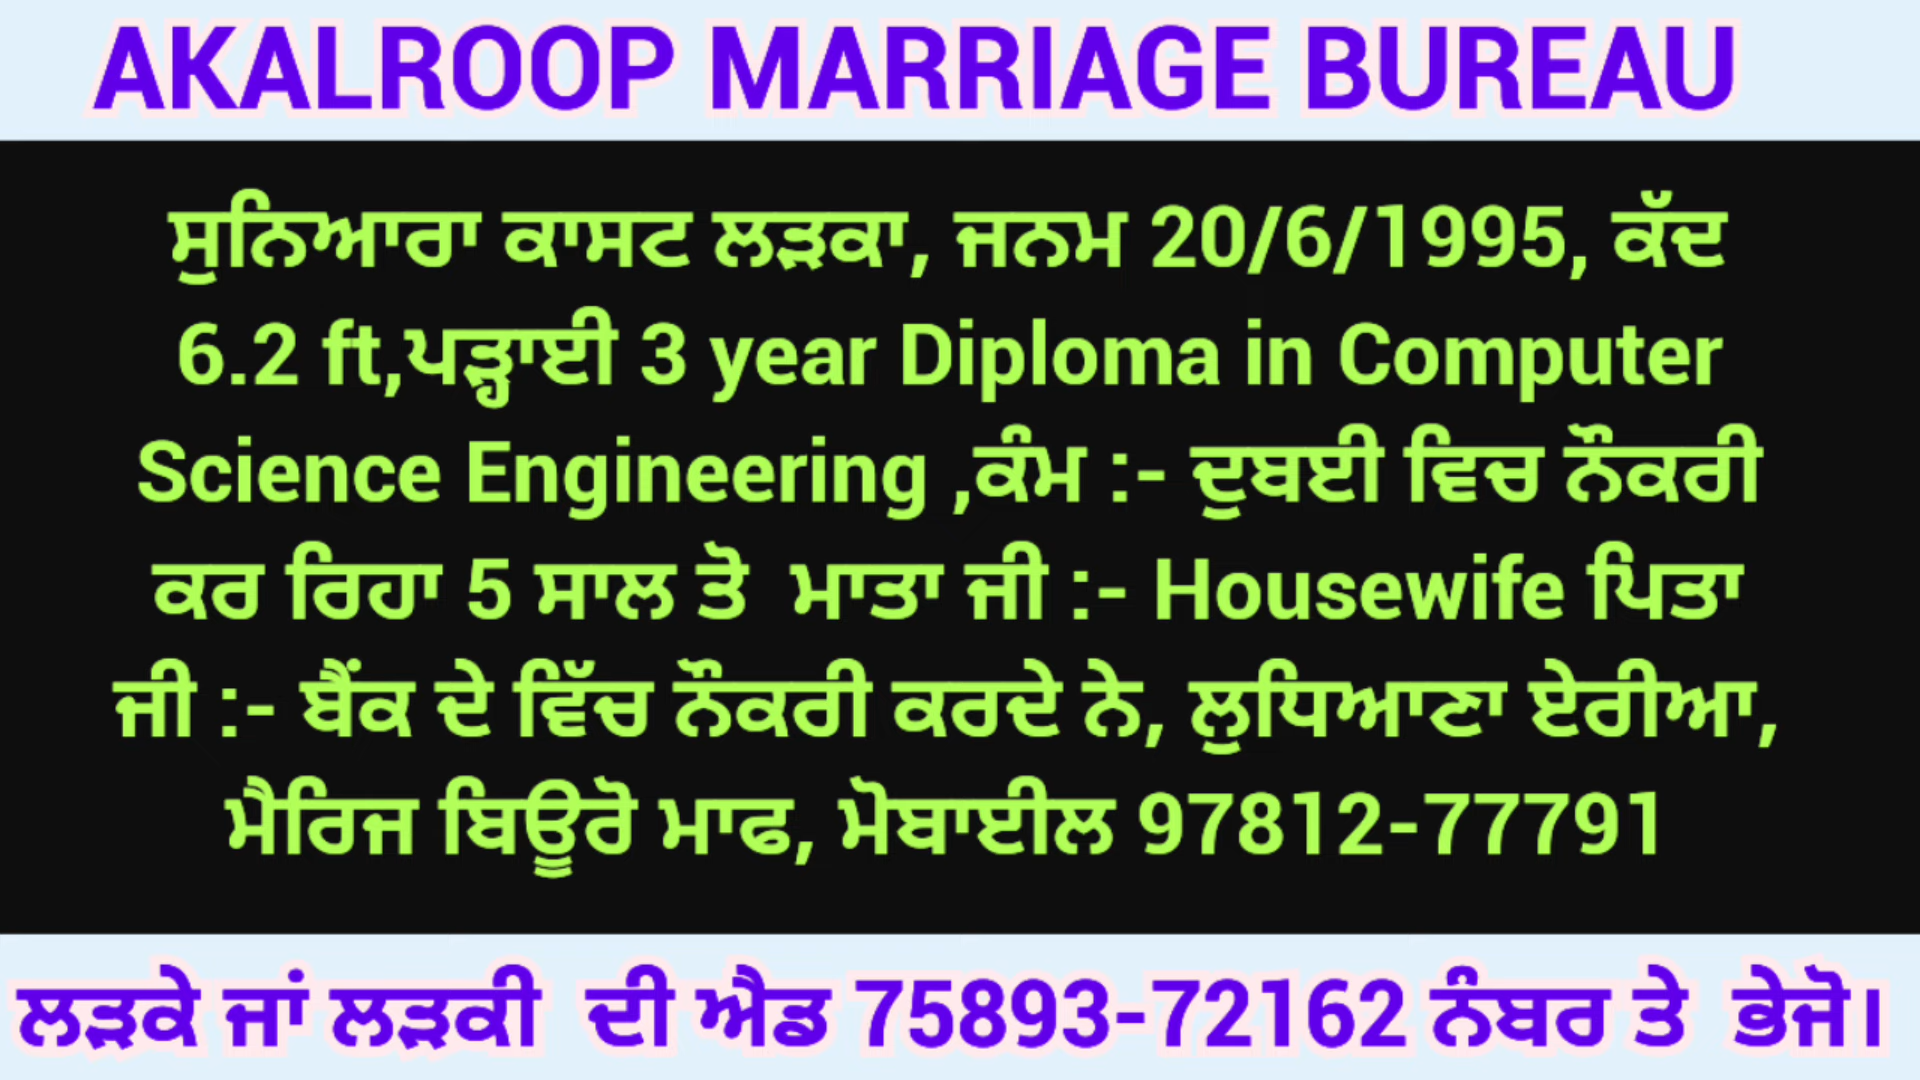 AKALROOP MARRIAGE BUREAU
ਸੁਨਿਆਰਾ ਕਾਸਟ ਲੜਕਾ, ਜਨਮ 20/6/1995, ਕੱਦ
6.2 ft,ਪੜ੍ਹਾਈ 3 year Diploma in Computer
Science Engineering ,ਕੰਮ :- ਦੁਬਈ ਵਿਚ ਨੌਕਰੀ
ਕਰ ਰਿਹਾ 5 ਸਾਲ ਤੋ ਮਾਤਾ ਜੀ :- Housewife ਪਿਤਾ
ਜੀ :- ਬੈਂਕ ਦੇ ਵਿੱਚ ਨੌਕਰੀ ਕਰਦੇ ਨੇ, ਲੁਧਿਆਣਾ ਏਰੀਆ,
ਮੈਰਿਜ ਬਿਊਰੋ ਮਾਫ, ਮੋਬਾਈਲ 97812-77791
ਲੜਕੇ ਜਾਂ ਲੜਕੀ ਦੀ ਐਡ 75893-72162 ਨੰਬਰ ਤੇ ਭੇਜੋ।